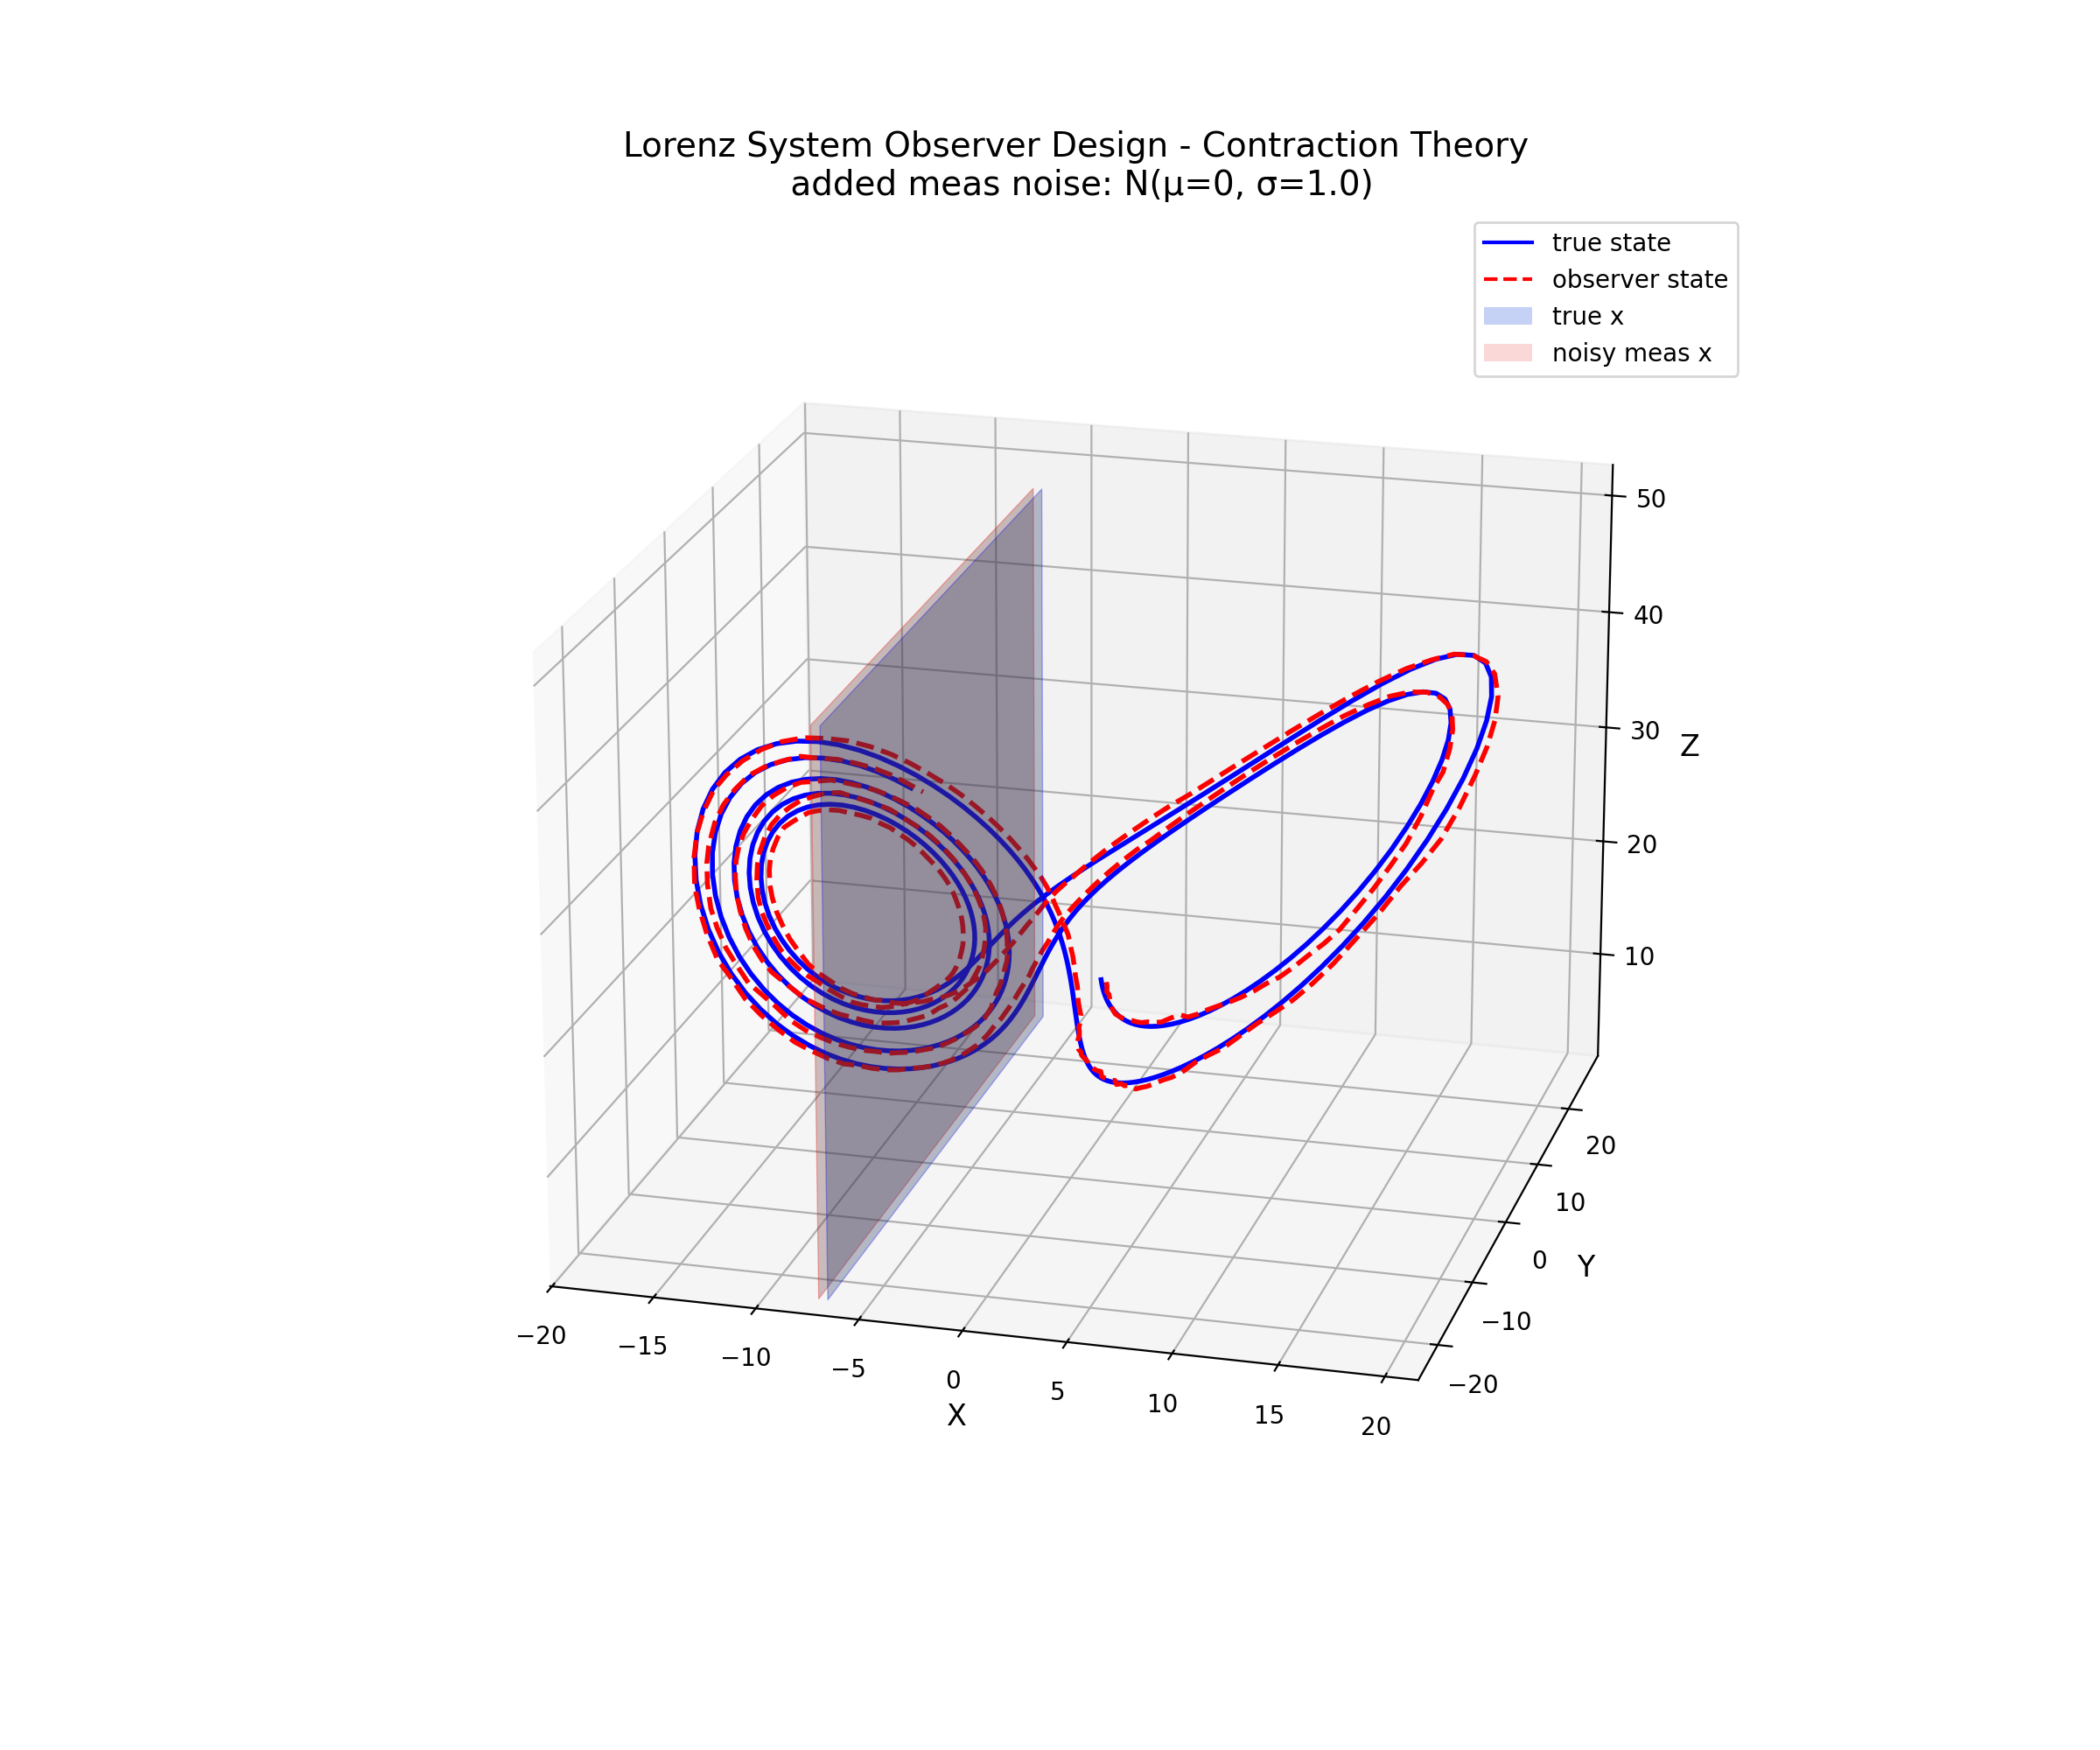 Lorenz System Observer Design - Contraction Theory
added meas noise: N(μ=0, σ=1.0)
true state
observer state
true x
noisy meas x
50
40
30
Z
20
10
20
10
0
Y
−10
−20
−20
−15
−10
−5
0
5
10
15
20
X